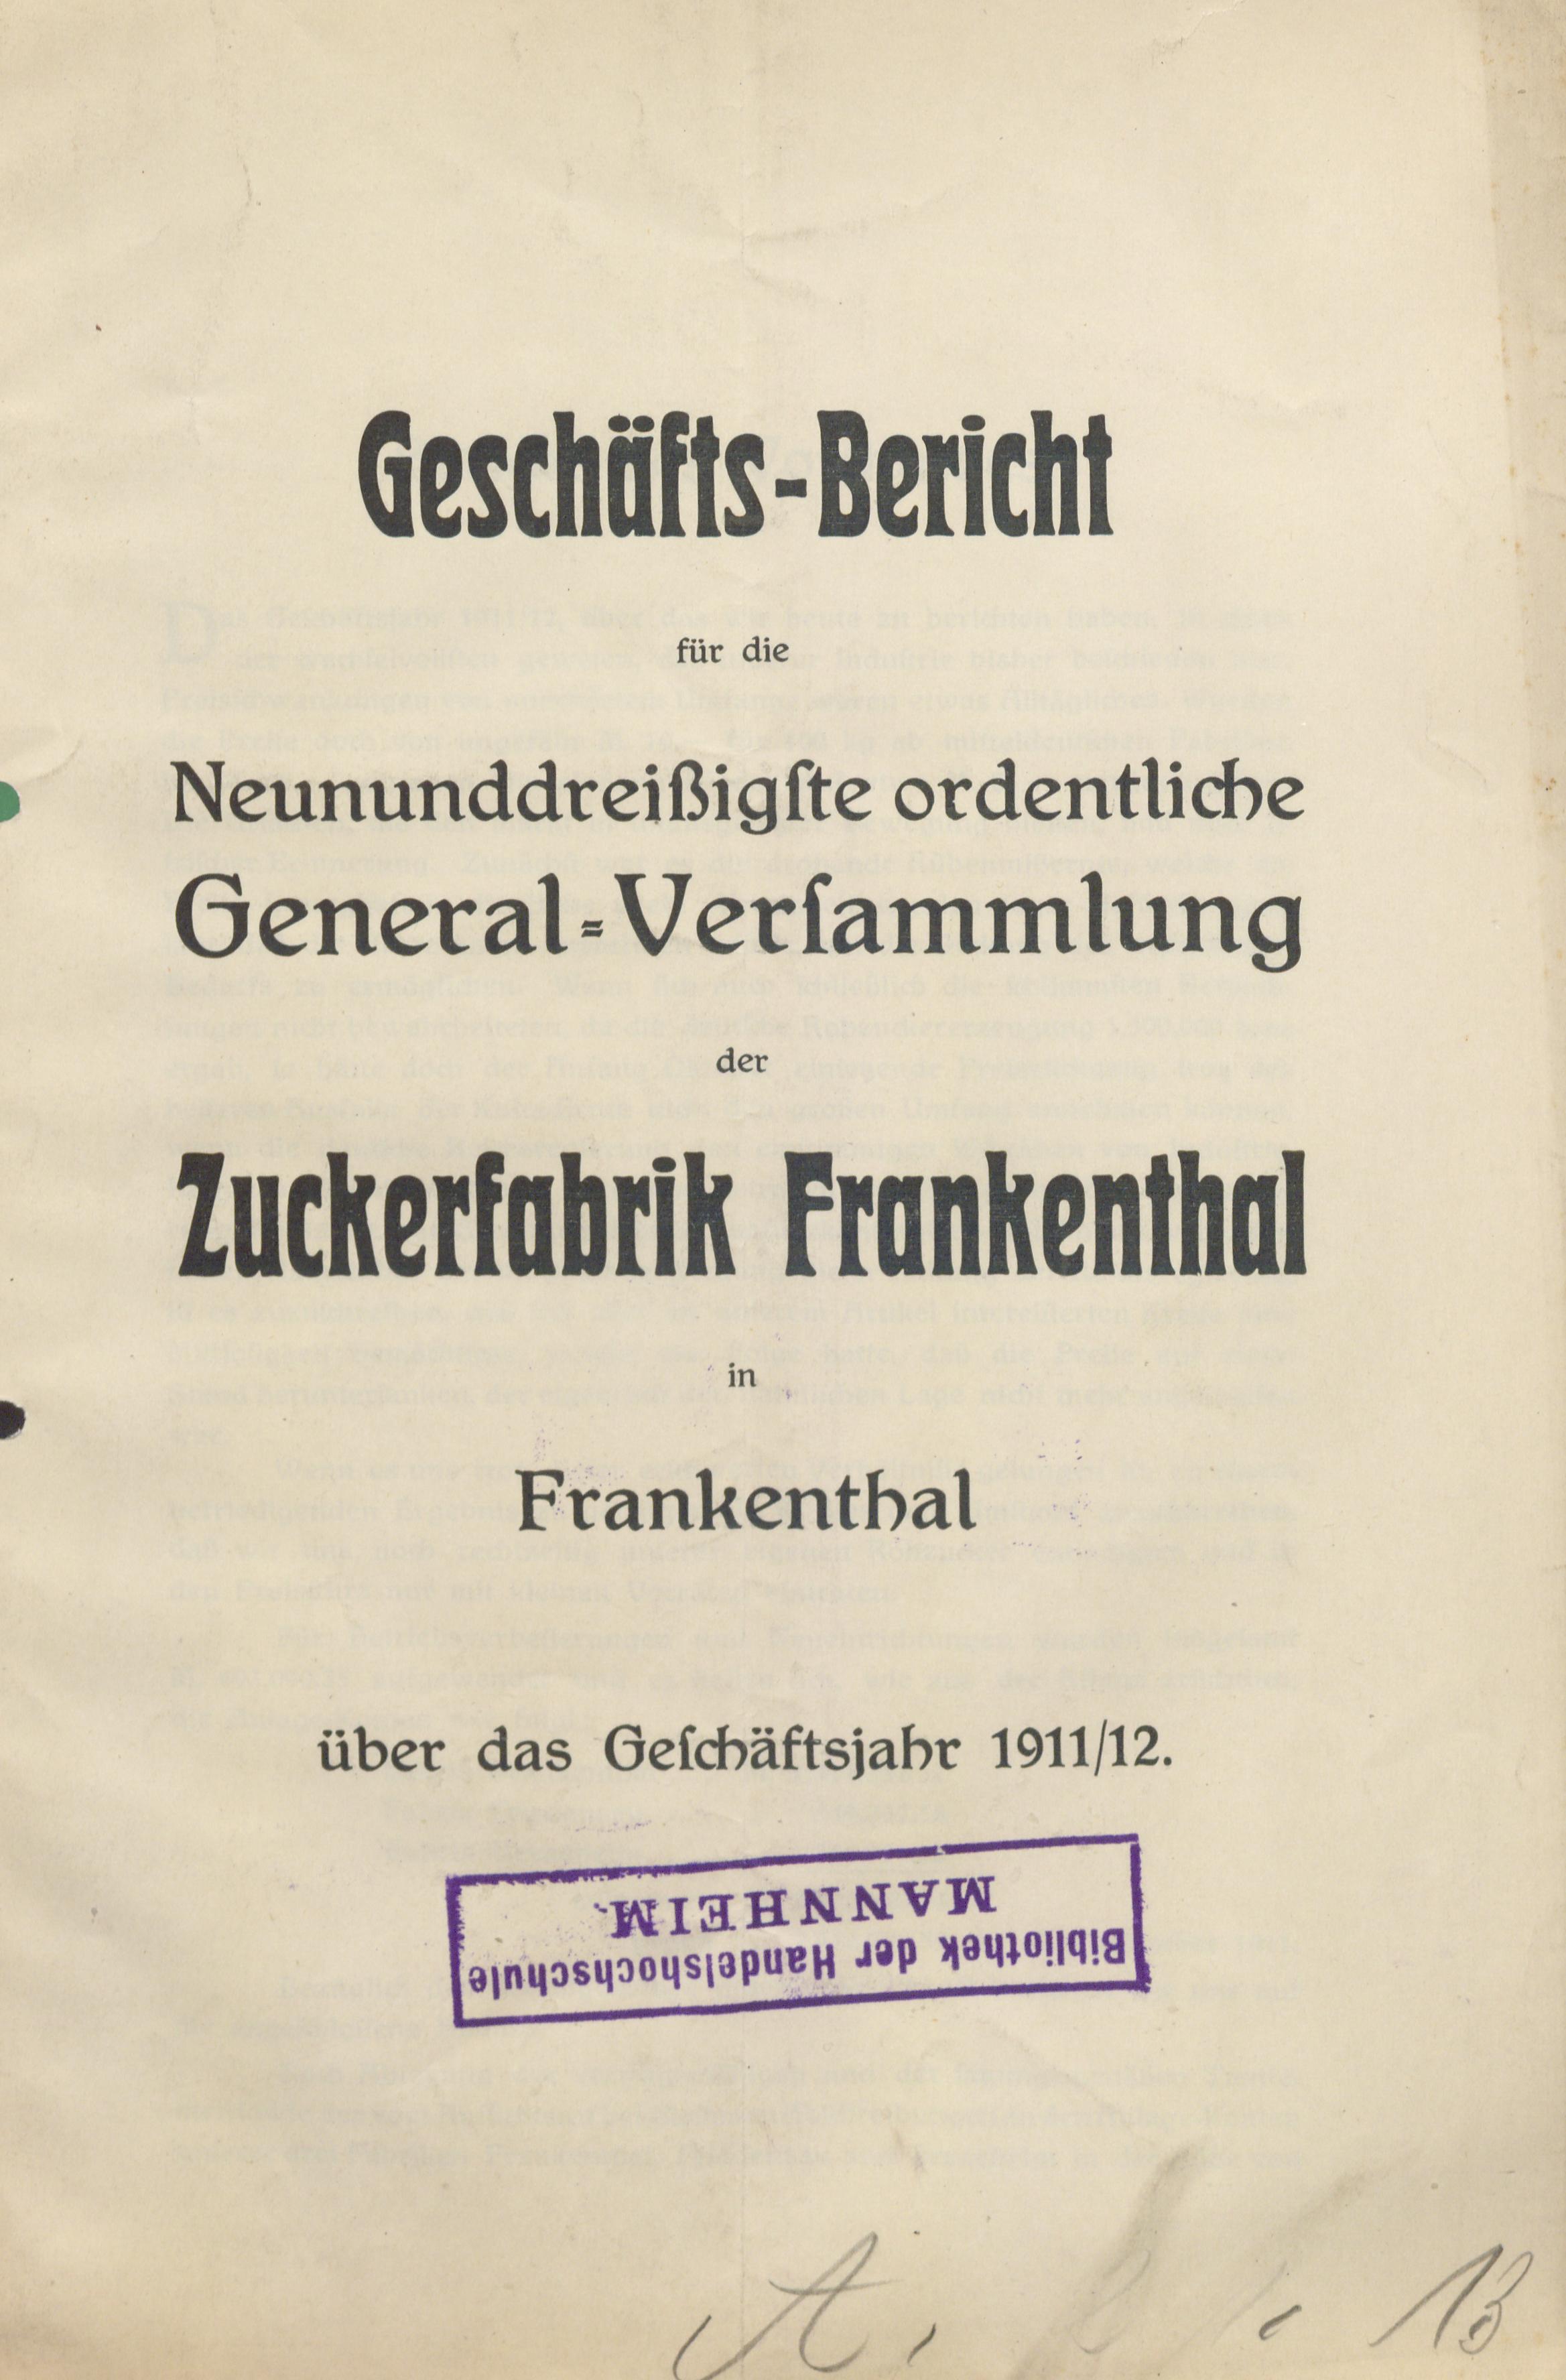 Geschäfts-Bericht
für die
Neununddreißigſte ordentliche
General-Verſammlung
der
Zuckerfabrik Frankenthal
in
Frankenthal
über das Geſchäftsjahr 1911/12.
Bibliothek der Handelshochschule
MANNHEIM.